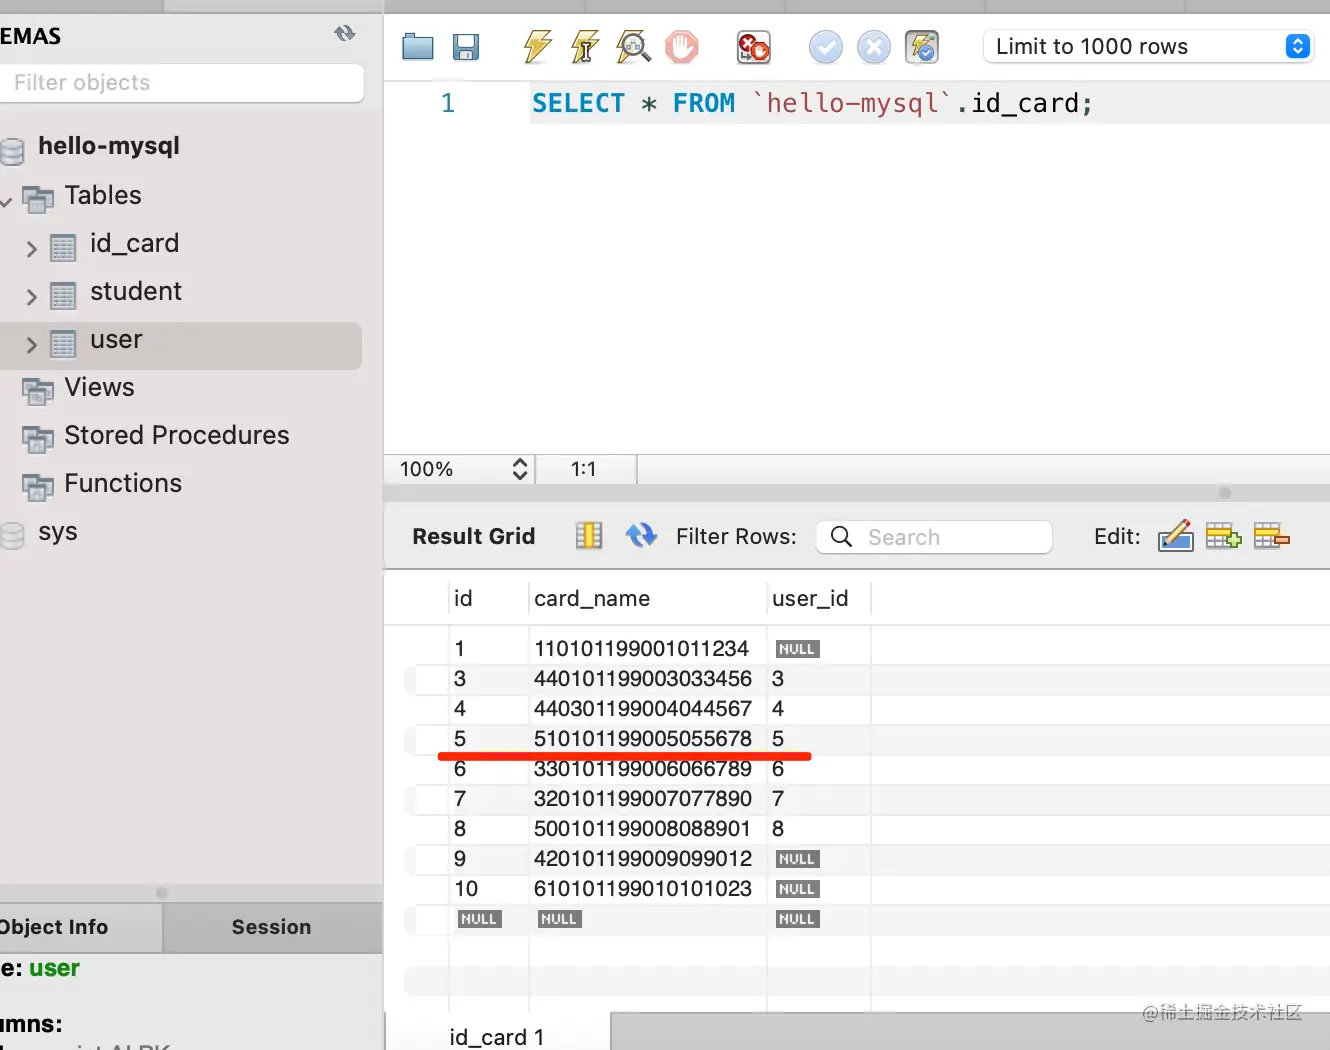 EMAS
Filter objects
hello-mysql
Tables
id_card
student
user
Views
Stored Procedures
Functions
sys
Object Info
Session
e: user
umns:
Limit to 1000 rows
1
SELECT * FROM `hello-mysql`.id_card;
100%
1:1
Result Grid
Filter Rows:
Search
Edit:
id card_name user_id
1 110101199001011234 NULL
3 440101199003033456 3
4 440301199004044567 4
5 510101199005055678 5
6 330101199006066789 6
7 320101199007077890 7
8 500101199008088901 8
9 420101199009099012 NULL
10 610101199010101023 NULL
NULL NULL NULL
id_card 1
@稀土掘金技术社区